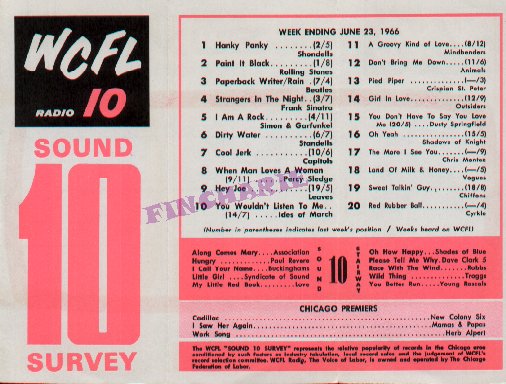 WCFL
RADIO 10
SOUND
10
SURVEY
WEEK ENDING JUNE 23, 1966
1 Hanky Panky ........(2/5)
Shondells
2 Paint It Black ........(1/8)
Rolling Stones
3 Paperback Writer/Rain .(7/4)
Beatles
4 Strangers In The Night..(3/7)
Frank Sinatra
5 I Am A Rock........(4/11)
Simon & Garfunkel
6 Dirty Water ..........(6/7)
Standells
7 Cool Jerk ..........(10/6)
Capitols
8 When Man Loves A Woman
(9/11) ........Percy Sledge
9 Hey Joe ..........(19/5)
Leaves
10 You Wouldn't Listen To Me..
(14/7) ........Ides of March
11 A Groovy Kind of Love....(8/12)
Mindbenders
12 Don't Bring Me Down.....(11/6)
Animals
13 Pied Piper ............(—/4)
Crispian St. Peter
14 Girl In Love ..........(12/9)
Outsiders
15 You Don't Have To Say You Love
Me (20/5) ....Dusty Springfield
16 Oh Yeah ..............(15/5)
Shadows of Knight
17 The More I See You......(—/9)
Chris Montez
18 Land Of Milk & Honey.....(—/5)
Vogues
19 Sweet Talkin' Guy........(18/8)
Chiffons
20 Red Rubber Ball.........(—/4)
Cyrkle
FINCHARIE
(Number in parentheses indicates last week's position / Weeks heard on WCFL)
Along Comes Mary....Association
Hungry ..........Paul Revere
I Call Your Name....Buckinghams
Little Girl ....Syndicate of Sound
My Little Red Book........Love
SOUND
10
STAIRWAY
Oh How Happy...Shades of Blue
Please Tell Me Why.Dave Clark 5
Race With The Wind......Robbs
Wild Thing ............Troggs
You Better Run....Young Rascals
CHICAGO PREMIERS
Cadillac ........New Colony Six
I Saw Her Again........Mamas & Papas
Work Song ........Herb Alpert
The WCFL "SOUND 10 SURVEY" represents the relative popularity of records in the Chicago area
conditioned by such factors as industry tabulation, local record sales and the judgement of WCFL's
record selection committee. WCFL Radio, The Voice of Labor, is owned and operated by The Chicago
Federation of Labor.